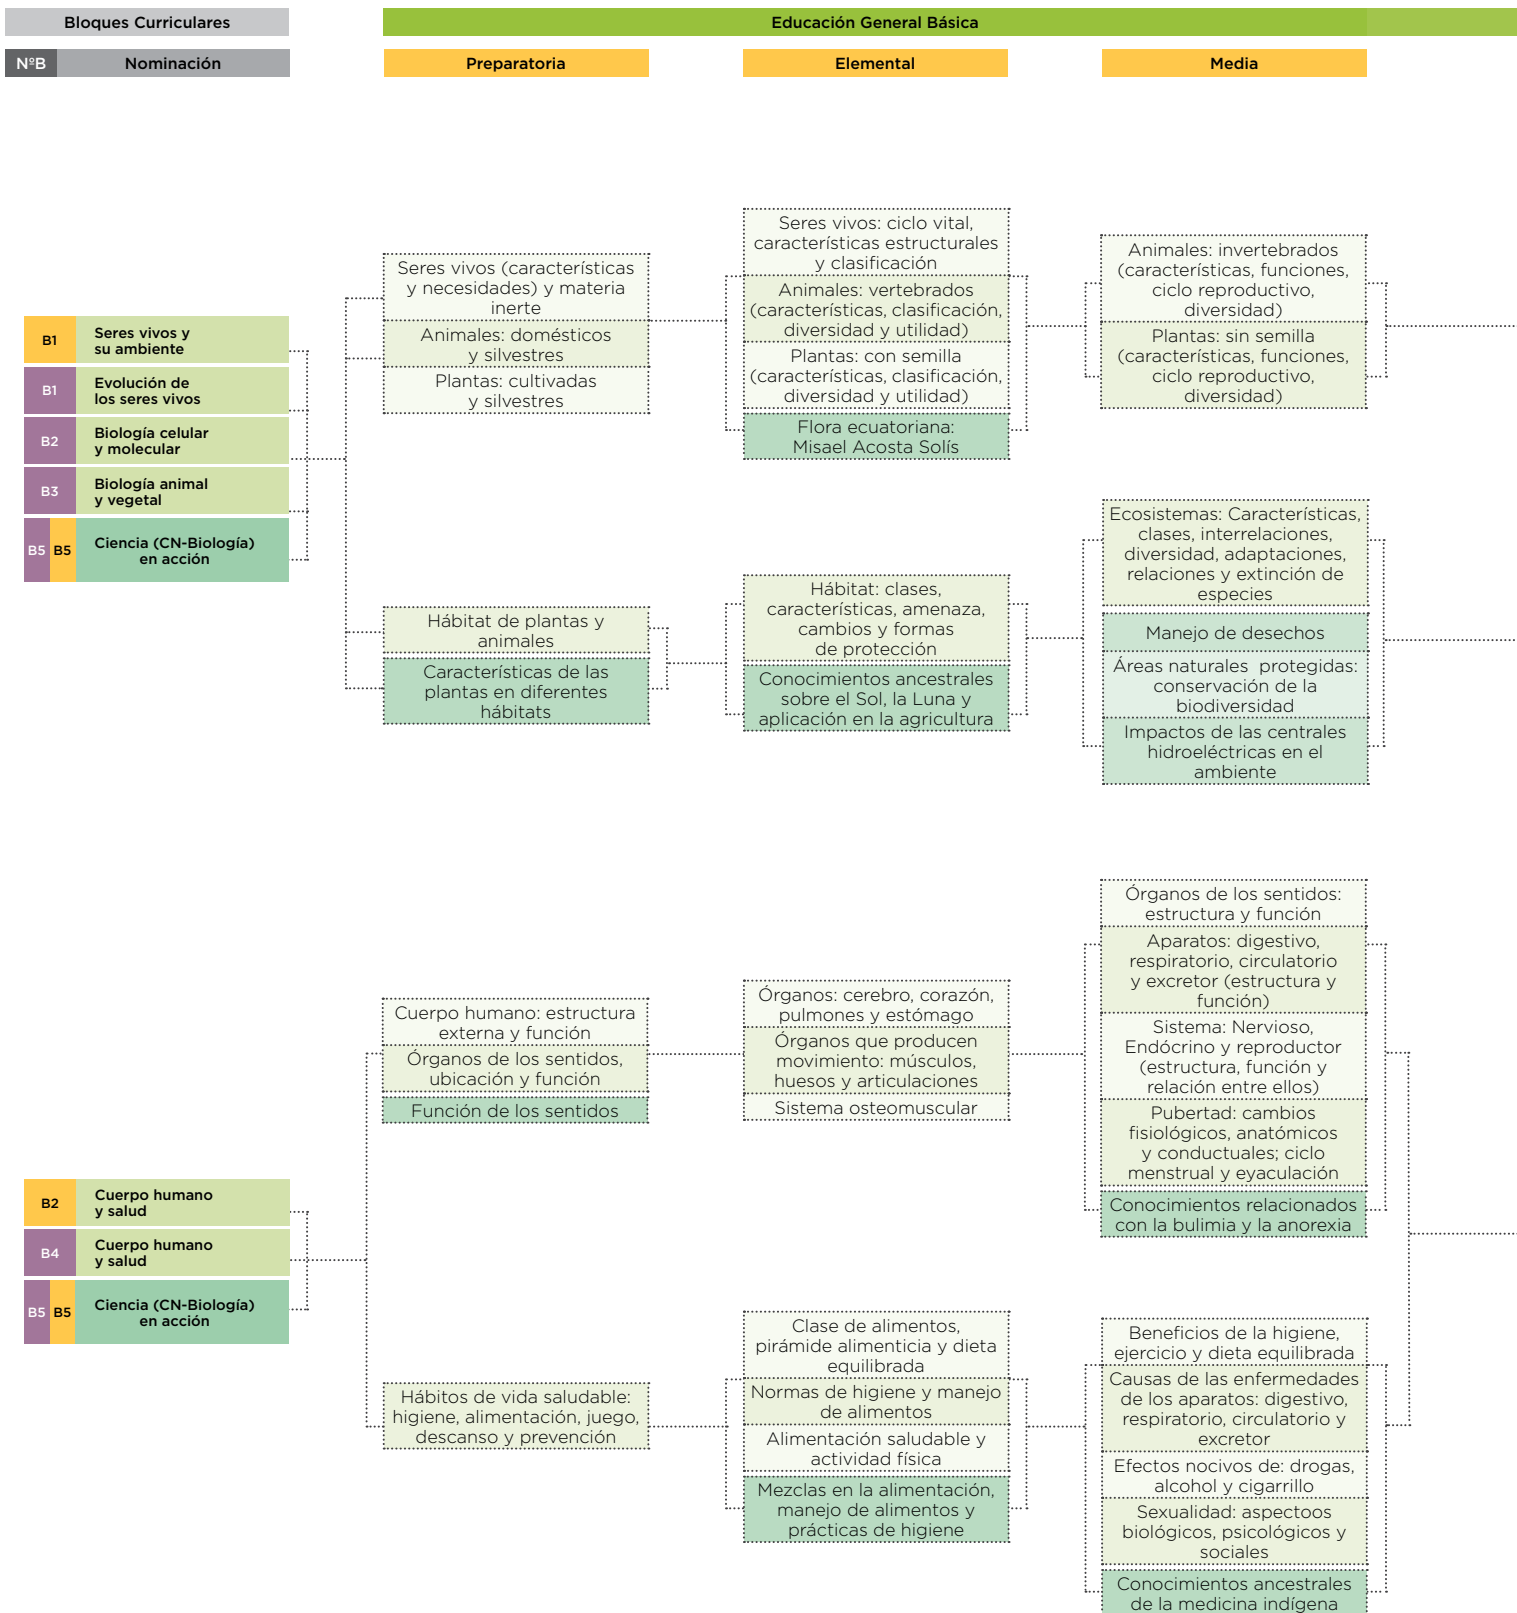 Bloques Curriculares
Educación General Básica
NºB
Nominación
Preparatoria
Elemental
Media
B1
Seres vivos y
su ambiente
B1
Evolución de
los seres vivos
B2
Biología celular
y molecular
B3
Biología animal
y vegetal
B5 B5
Ciencia (CN-Biología)
en acción
Seres vivos (características
y necesidades) y materia
inerte
Animales: domésticos
y silvestres
Plantas: cultivadas
y silvestres
Seres vivos: ciclo vital,
características estructurales
y clasificación
Animales: vertebrados
(características, clasificación,
diversidad y utilidad)
Plantas: con semilla
(características, clasificación,
diversidad y utilidad)
Flora ecuatoriana:
Misael Acosta Solís
Animales: invertebrados
(características, funciones,
ciclo reproductivo,
diversidad)
Plantas: sin semilla
(características, funciones,
ciclo reproductivo,
diversidad)
Hábitat de plantas y
animales
Características de las
plantas en diferentes
hábitats
Hábitat: clases,
características, amenaza,
cambios y formas
de protección
Conocimientos ancestrales
sobre el Sol, la Luna y
aplicación en la agricultura
Ecosistemas: Características,
clases, interrelaciones,
diversidad, adaptaciones,
relaciones y extinción de
especies
Manejo de desechos
Áreas naturales protegidas:
conservación de la
biodiversidad
Impactos de las centrales
hidroeléctricas en el
ambiente
B2
Cuerpo humano
y salud
B4
Cuerpo humano
y salud
B5 B5
Ciencia (CN-Biología)
en acción
Cuerpo humano: estructura
externa y función
Órganos de los sentidos,
ubicación y función
Función de los sentidos
Órganos: cerebro, corazón,
pulmones y estómago
Órganos que producen
movimiento: músculos,
huesos y articulaciones
Sistema osteomuscular
Órganos de los sentidos:
estructura y función
Aparatos: digestivo,
respiratorio, circulatorio
y excretor (estructura y
función)
Sistema: Nervioso,
Endócrino y reproductor
(estructura, función y
relación entre ellos)
Pubertad: cambios
fisiológicos, anatómicos
y conductuales; ciclo
menstrual y eyaculación
Conocimientos relacionados
con la bulimia y la anorexia
Hábitos de vida saludable:
higiene, alimentación, juego,
descanso y prevención
Clase de alimentos,
pirámide alimenticia y dieta
equilibrada
Normas de higiene y manejo
de alimentos
Alimentación saludable y
actividad física
Mezclas en la alimentación,
manejo de alimentos y
prácticas de higiene
Beneficios de la higiene,
ejercicio y dieta equilibrada
Causas de las enfermedades
de los aparatos: digestivo,
respiratorio, circulatorio y
excretor
Efectos nocivos de: drogas,
alcohol y cigarrillo
Sexualidad: aspectoos
biológicos, psicológicos y
sociales
Conocimientos ancestrales
de la medicina indígena